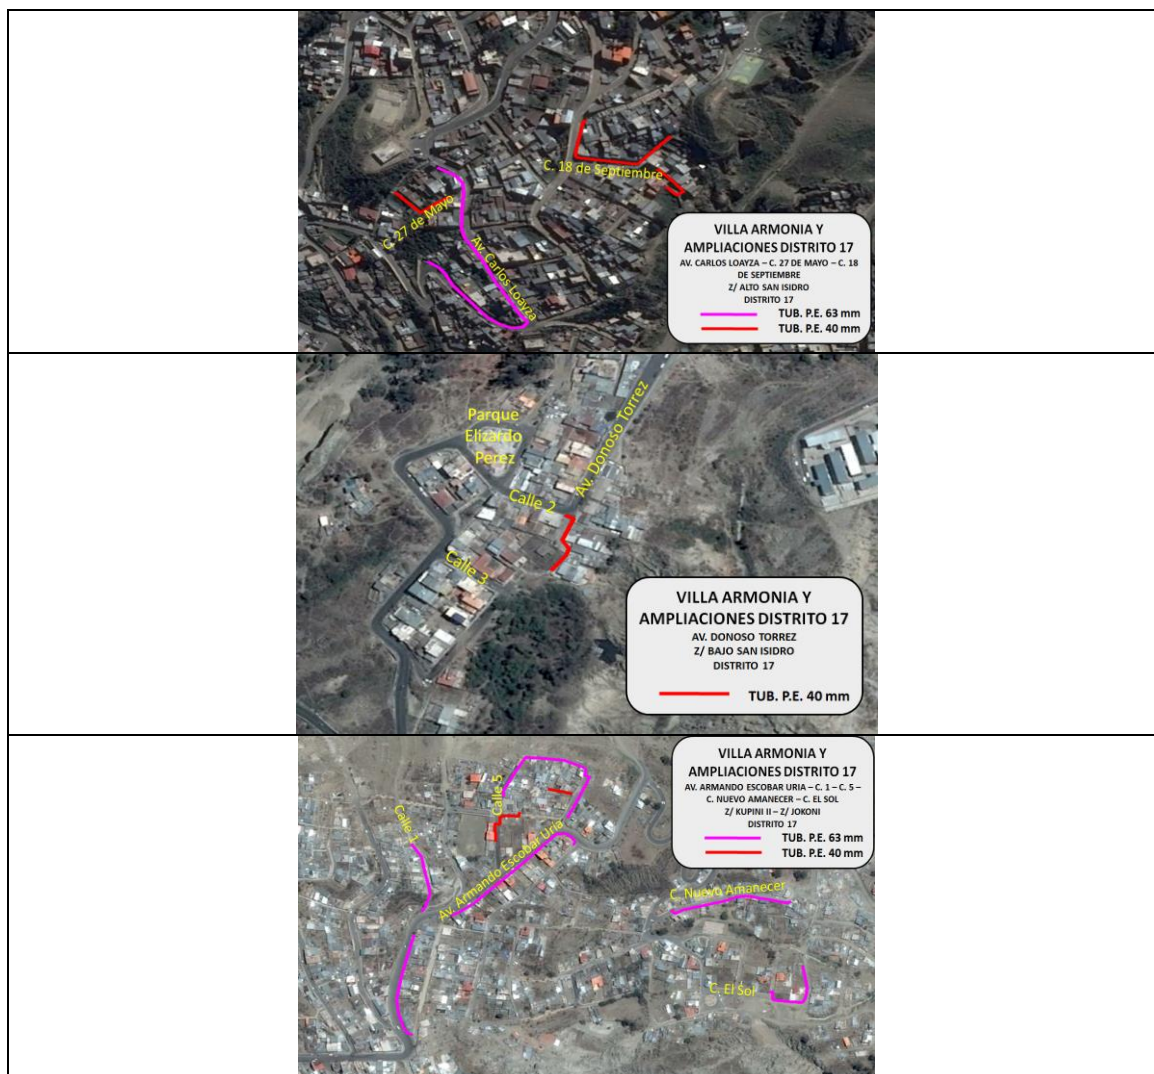 C. 18 de Septiembre
C. 27 de Mayo
Av. Carlos Loayza
VILLA ARMONIA Y
AMPLIACIONES DISTRITO 17
AV. CARLOS LOAYZA – C. 27 DE MAYO – C. 18
DE SEPTIEMBRE
Z/ ALTO SAN ISIDRO
DISTRITO 17
TUB. P.E. 63 mm
TUB. P.E. 40 mm
Parque
Elizardo
Perez
Av. Donoso Torrez
Calle 2
Calle 3
VILLA ARMONIA Y
AMPLIACIONES DISTRITO 17
AV. DONOSO TORREZ
Z/ BAJO SAN ISIDRO
DISTRITO 17
TUB. P.E. 40 mm
Calle 5
Calle 1
Av. Armando Escobar Uria
C. Nuevo Amanecer
C. El Sol
VILLA ARMONIA Y
AMPLIACIONES DISTRITO 17
AV. ARMANDO ESCOBAR URIA – C. 1 – C. 5 –
C. NUEVO AMANECER – C. EL SOL
Z/ KUPINI II – Z/ JOKONI
DISTRITO 17
TUB. P.E. 63 mm
TUB. P.E. 40 mm